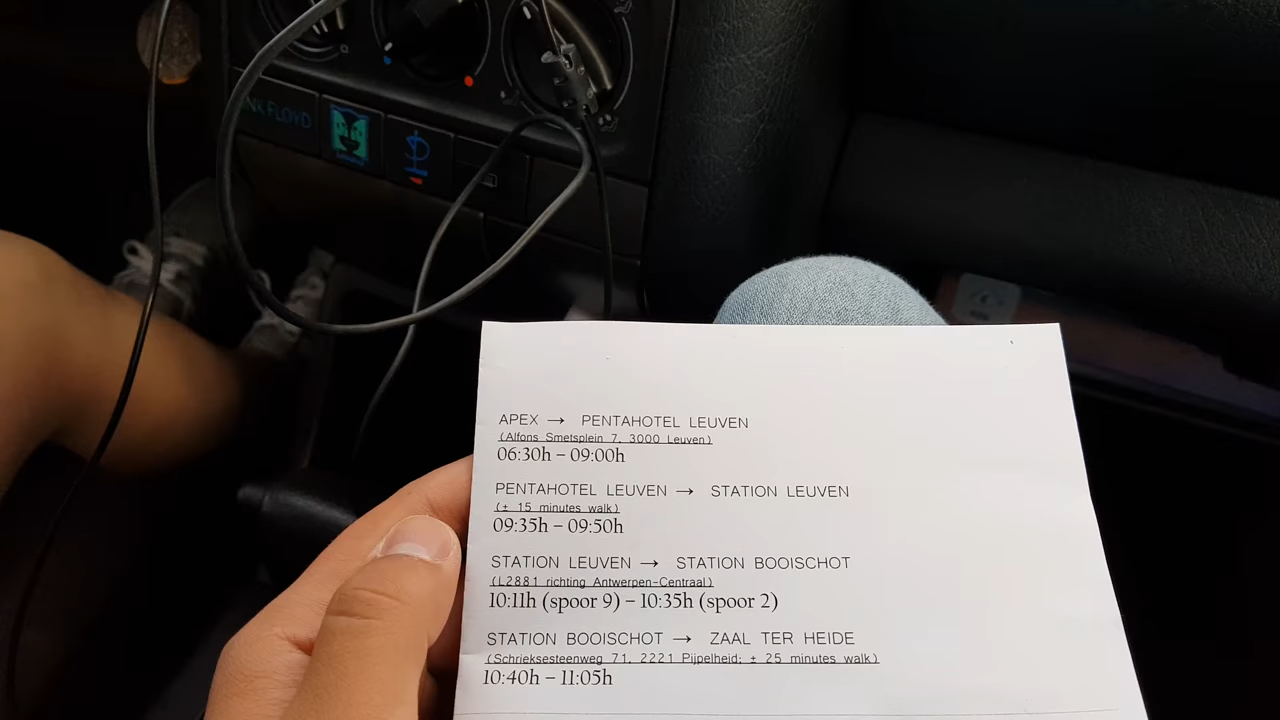 FLOYD
APEX → PENTAHOTEL LEUVEN
(Alfons Smetsplein 7, 3000 Leuven)
06:30h – 09:00h
PENTAHOTEL LEUVEN → STATION LEUVEN
(± 15 minutes walk)
09:35h – 09:50h
STATION LEUVEN → STATION BOOISCHOT
(L2881 richting Antwerpen-Centraal)
10:11h (spoor 9) – 10:35h (spoor 2)
STATION BOOISCHOT → ZAAL TER HEIDE
(Schrieksesteenweg 71, 2221 Pijpelheid; ± 25 minutes walk)
10:40h – 11:05h